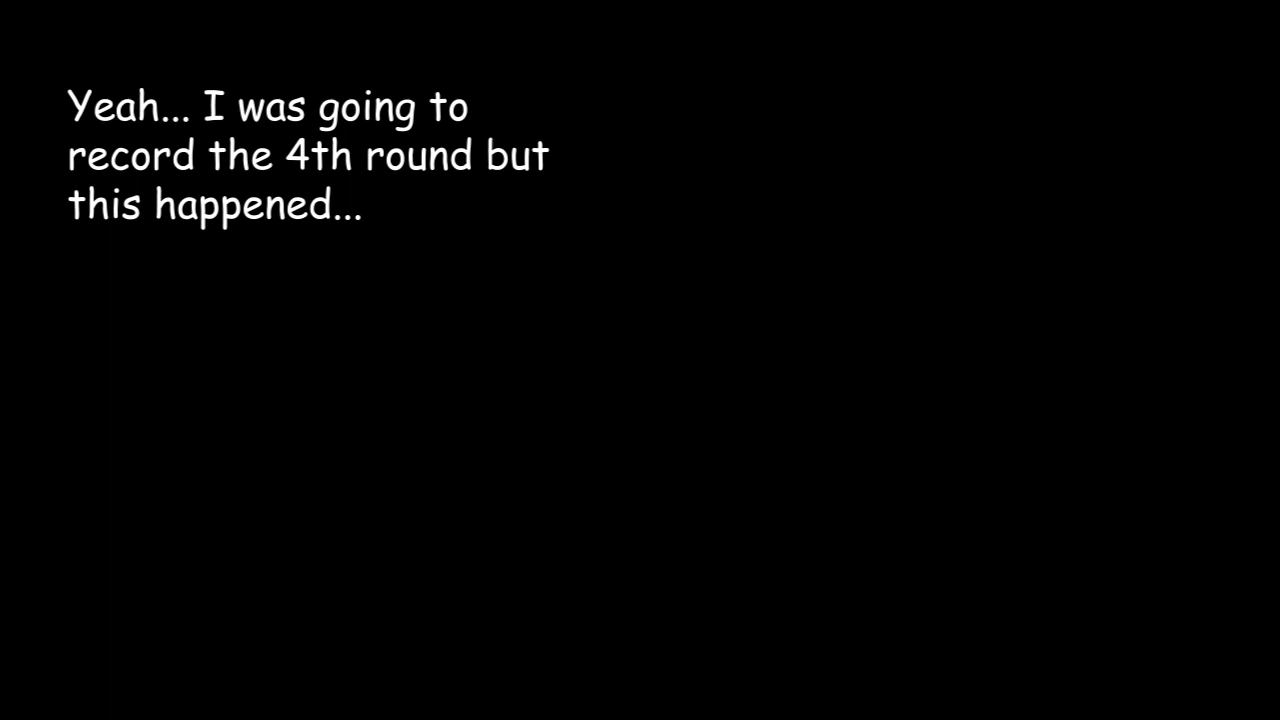 Yeah... I was going to
record the 4th round but
this happened...